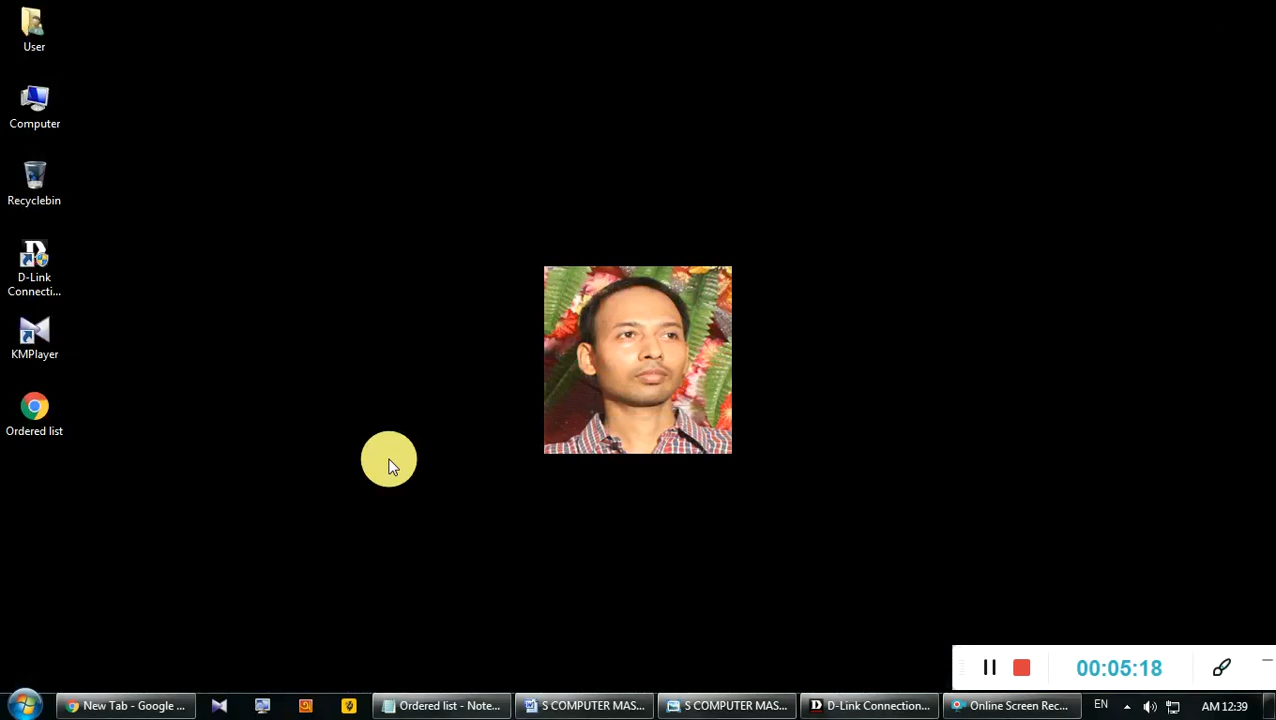 User
Computer
Recyclebin
D-Link
Connecti...
KMPlayer
Ordered list
00:05:18
New Tab - Google ...
Ordered list - Note...
S COMPUTER MAS...
S COMPUTER MAS...
D-Link Connection...
Online Screen Rec...
EN
AM 12:39